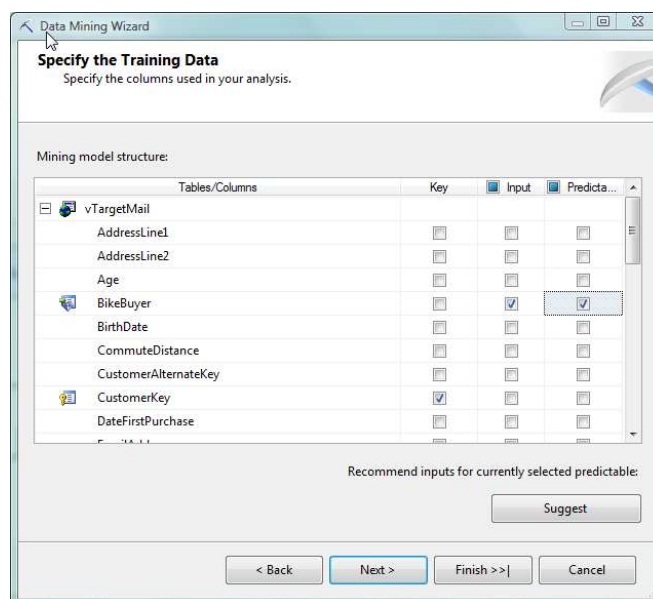 Data Mining Wizard
Specify the Training Data
Specify the columns used in your analysis.
Mining model structure:
Tables/Columns Key Input Predicta...
vTargetMail
AddressLine1
AddressLine2
Age
BikeBuyer
BirthDate
CommuteDistance
CustomerAlternateKey
CustomerKey
DateFirstPurchase
Recommend inputs for currently selected predictable:
Suggest
< Back Next > Finish >>| Cancel